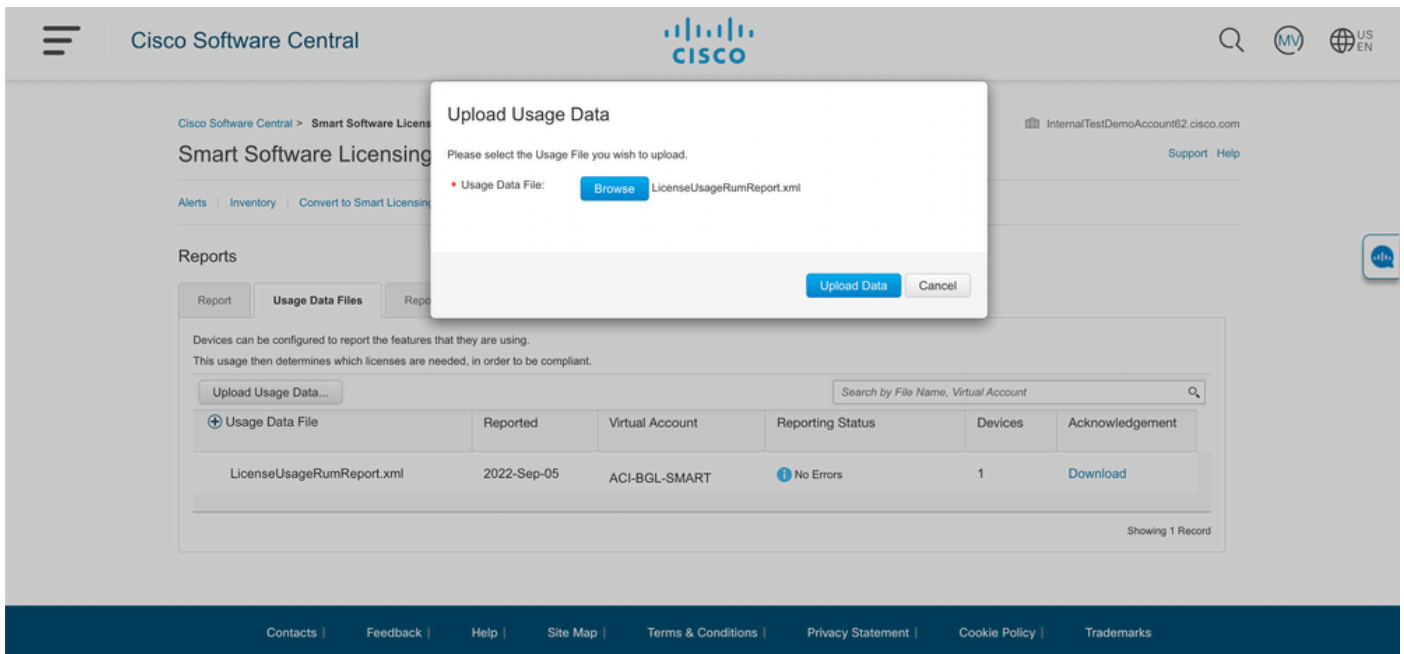 Cisco Software Central
CISCO
MV
US
EN
Cisco Software Central > Smart Software Licens
InternalTestDemoAccount62.cisco.com
Smart Software Licensing
Support Help
Alerts | Inventory | Convert to Smart Licensing
Upload Usage Data
Please select the Usage File you wish to upload.
* Usage Data File: Browse LicenseUsageRumReport.xml
Upload Data Cancel
Reports
Report Usage Data Files Repo
Devices can be configured to report the features that they are using.
This usage then determines which licenses are needed, in order to be compliant.
Upload Usage Data... Search by File Name, Virtual Account
Usage Data File Reported Virtual Account Reporting Status Devices Acknowledgement
LicenseUsageRumReport.xml 2022-Sep-05 ACI-BGL-SMART No Errors 1 Download
Showing 1 Record
Contacts | Feedback | Help | Site Map | Terms & Conditions | Privacy Statement | Cookie Policy | Trademarks